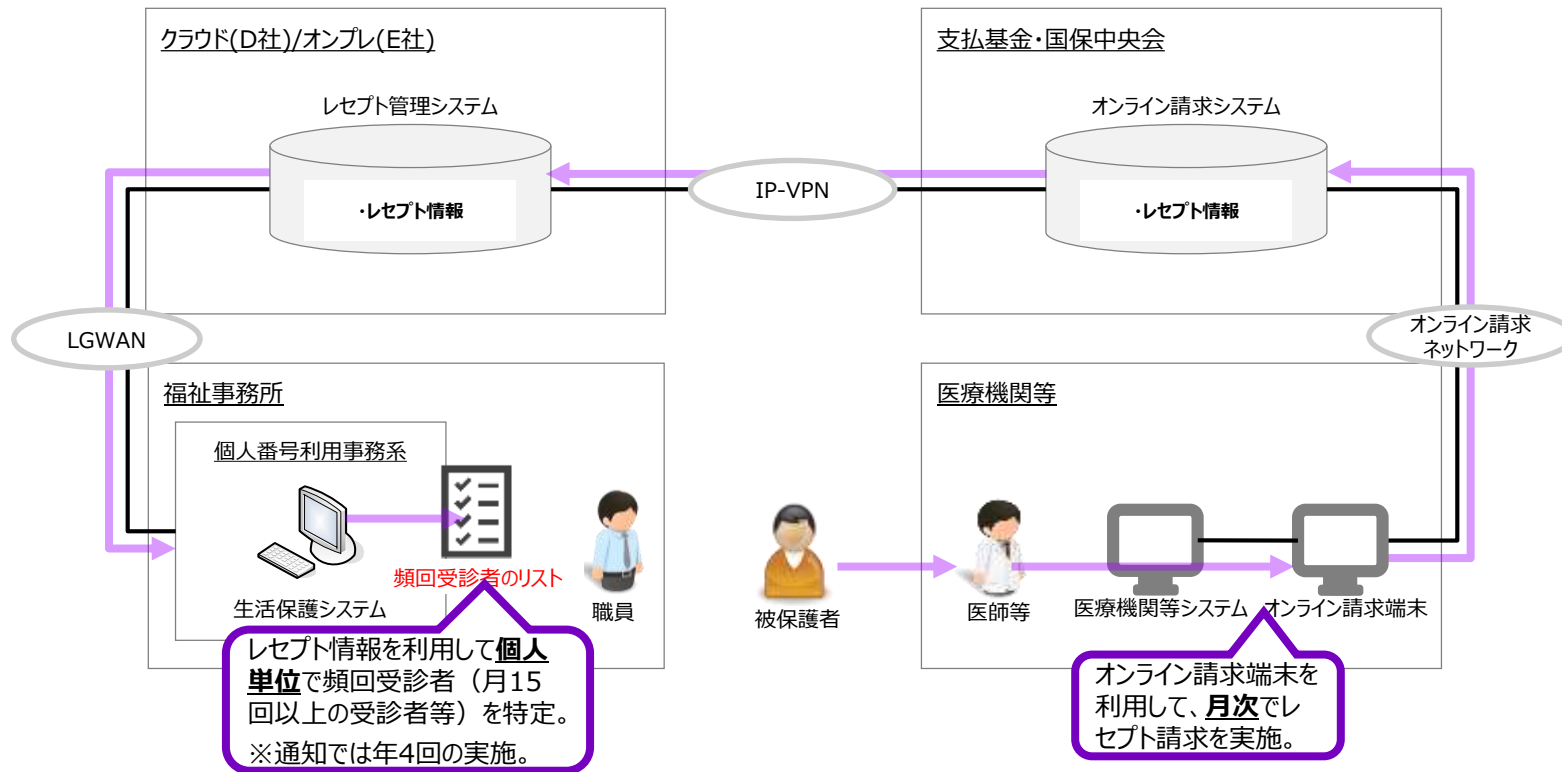 クラウド(D社)/オンプレ(E社)
レセプト管理システム
・レセプト情報
支払基金・国保中央会
オンライン請求システム
・レセプト情報
IP-VPN
LGWAN
オンライン請求
ネットワーク
福祉事務所
個人番号利用事務系
頻回受診者のリスト
生活保護システム
職員
レセプト情報を利用して個人
単位で頻回受診者（月15
回以上の受診者等）を特定。
※通知では年4回の実施。
被保護者
医療機関等
医師等
医療機関等システム
オンライン請求端末
オンライン請求端末を
利用して、月次でレ
セプト請求を実施。